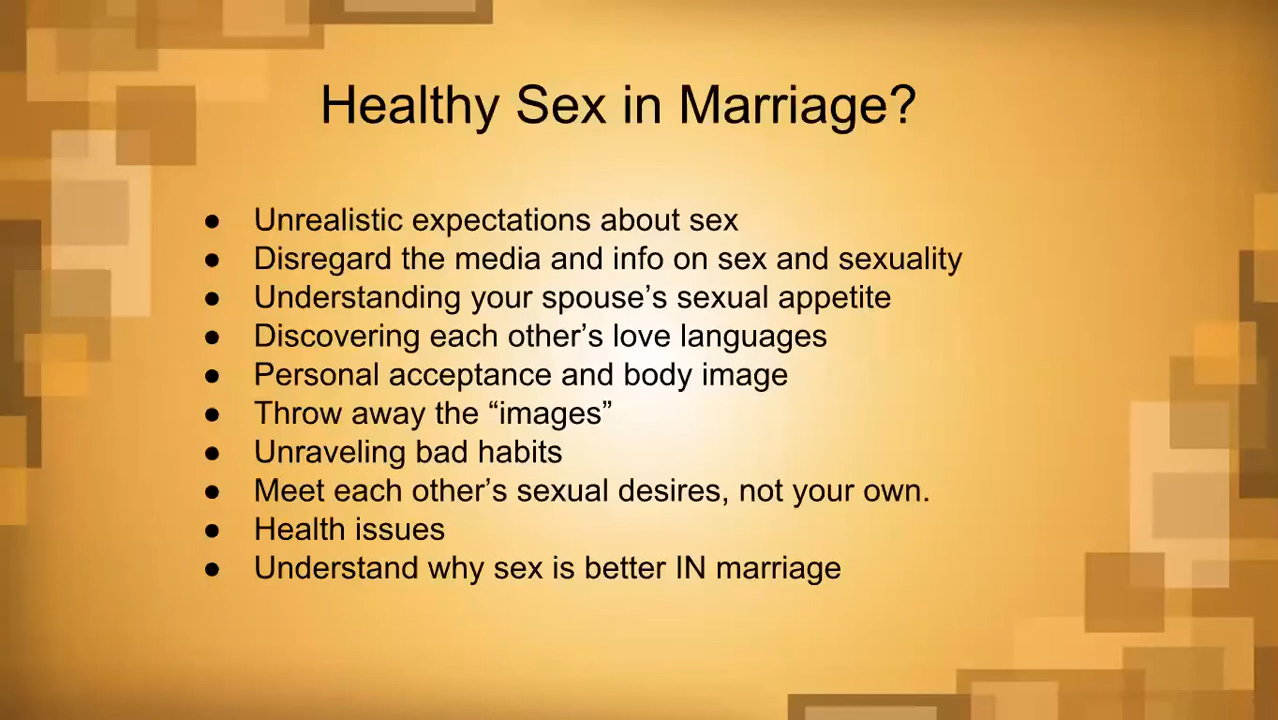 Healthy Sex in Marriage?
● Unrealistic expectations about sex
● Disregard the media and info on sex and sexuality
● Understanding your spouse’s sexual appetite
● Discovering each other’s love languages
● Personal acceptance and body image
● Throw away the “images”
● Unraveling bad habits
● Meet each other’s sexual desires, not your own.
● Health issues
● Understand why sex is better IN marriage